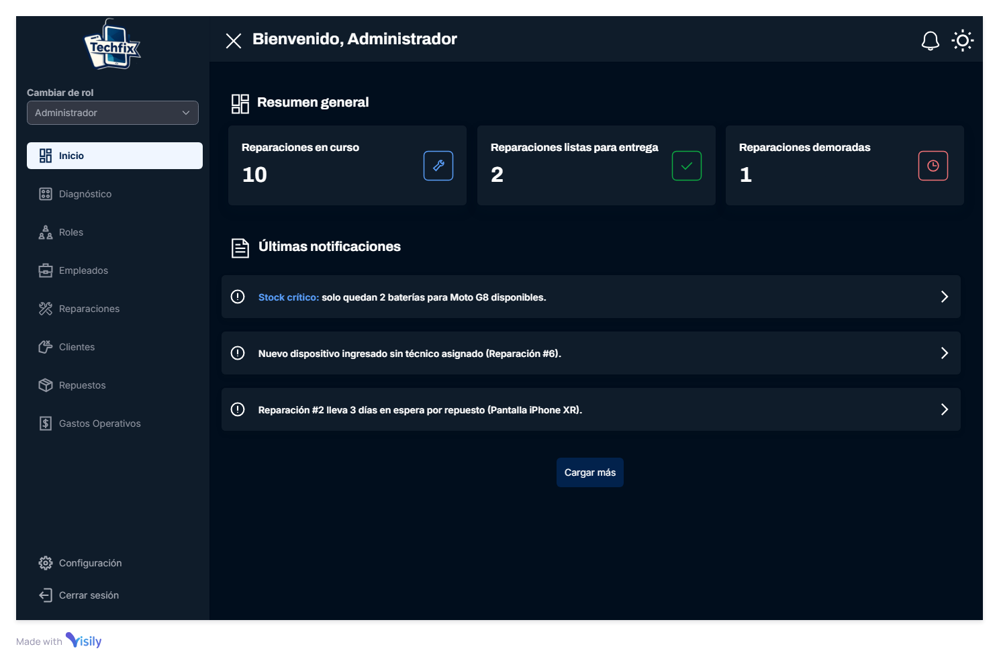 Techfix
Bienvenido, Administrador
Cambiar de rol
Administrador
Inicio
Diagnóstico
Roles
Empleados
Reparaciones
Clientes
Repuestos
Gastos Operativos
Configuración
Cerrar sesión
Resumen general
Reparaciones en curso
10
Reparaciones listas para entrega
2
Reparaciones demoradas
1
Últimas notificaciones
Stock crítico: solo quedan 2 baterías para Moto G8 disponibles.
Nuevo dispositivo ingresado sin técnico asignado (Reparación #6).
Reparación #2 lleva 3 días en espera por repuesto (Pantalla iPhone XR).
Cargar más
Made with Visily